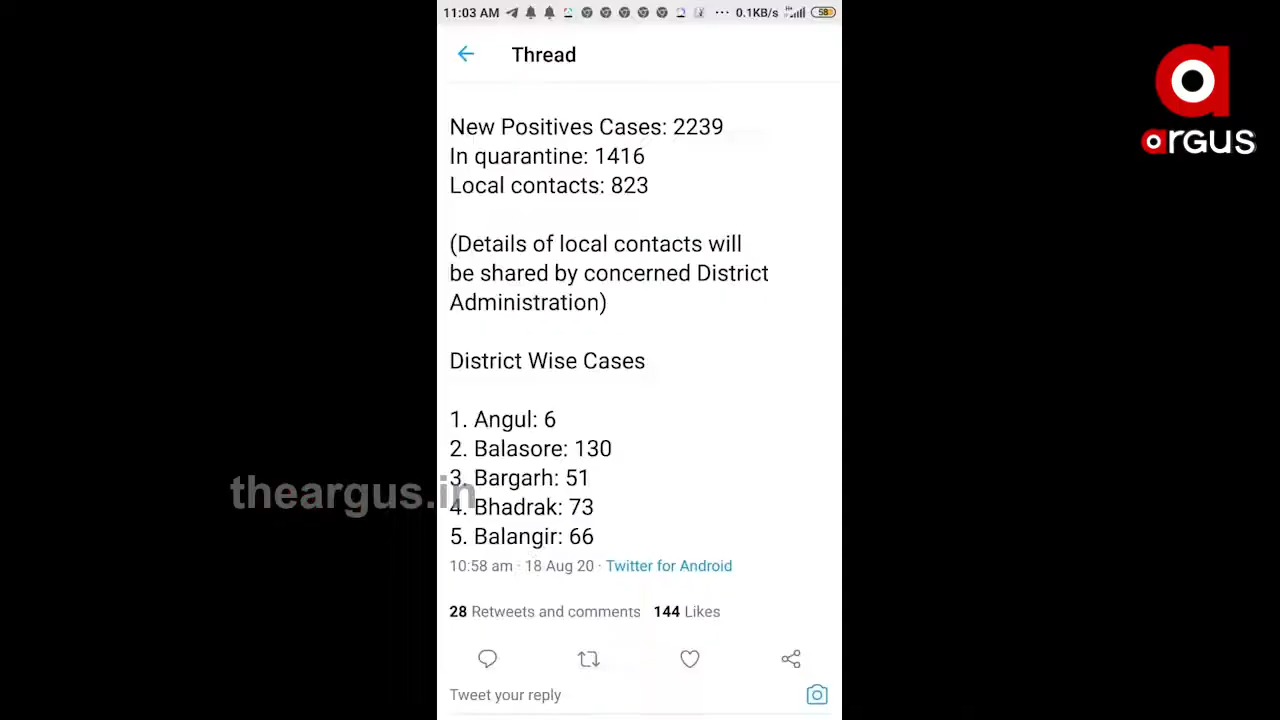 11:03 AM
0.1KB/s
58
Thread
argus
New Positives Cases: 2239
In quarantine: 1416
Local contacts: 823
(Details of local contacts will
be shared by concerned District
Administration)
District Wise Cases
1. Angul: 6
2. Balasore: 130
3. Bargarh: 51
theargus.in
4. Bhadrak: 73
5. Balangir: 66
10:58 am · 18 Aug 20 · Twitter for Android
28 Retweets and comments 144 Likes
Tweet your reply